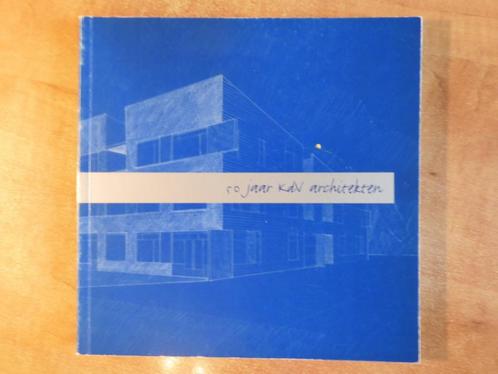 50 jaar KdV architekten